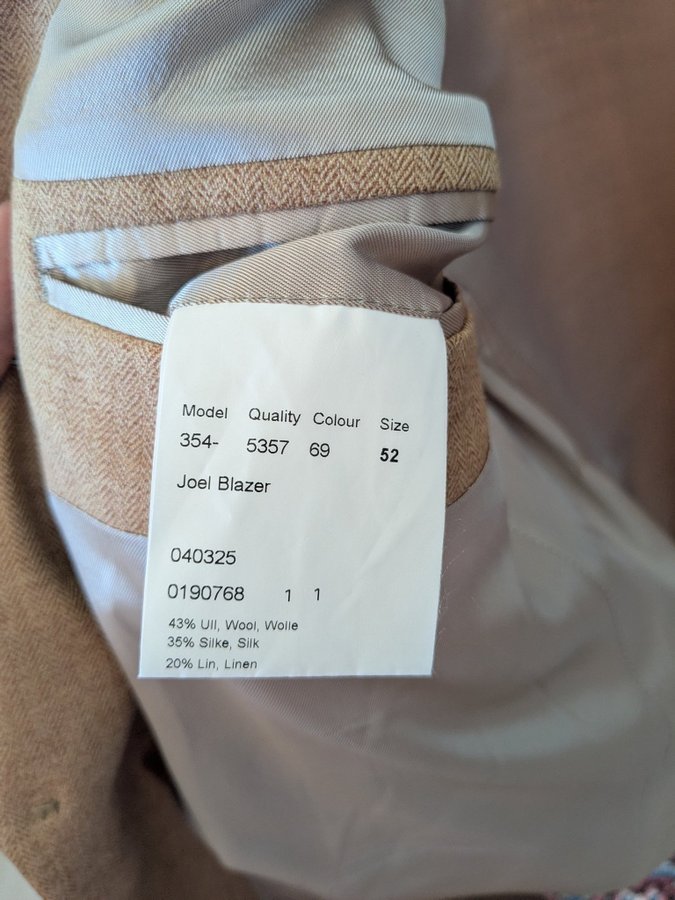 Model Quality Colour Size
354- 5357 69 52
Joel Blazer
040325
0190768 1 1
43% Ull, Wool, Wolle
35% Silke, Silk
20% Lin, Linen